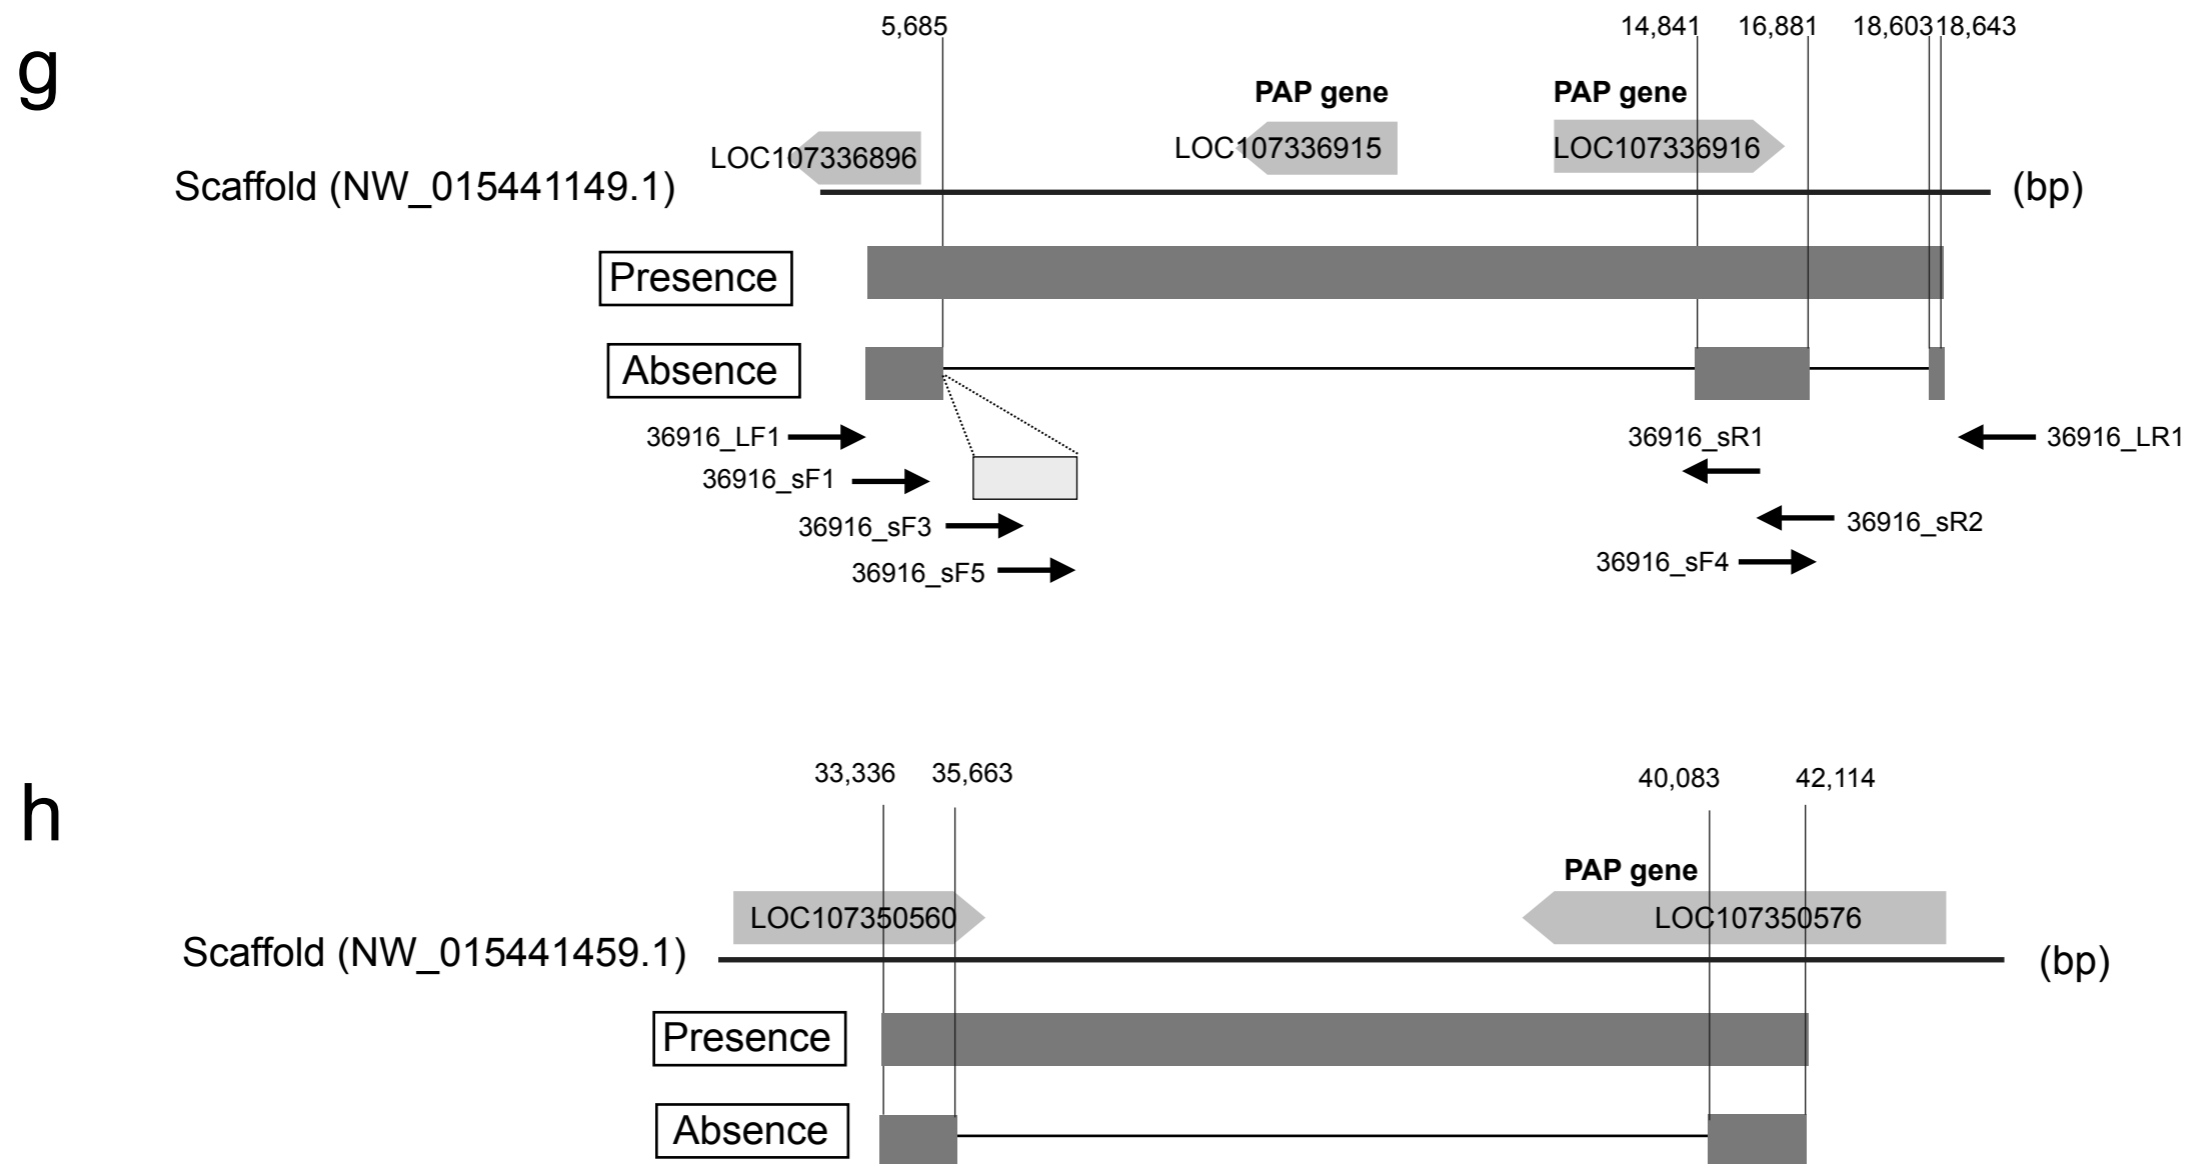 g
5,685
14,841
16,881
18,603
18,643
PAP gene
PAP gene
LOC107336896
LOC107336915
LOC107336916
Scaffold (NW_015441149.1)
(bp)
Presence
Absence
36916_LF1
36916_sR1
36916_LR1
36916_sF1
36916_sF3
36916_sR2
36916_sF5
36916_sF4
h
33,336
35,663
40,083
42,114
PAP gene
LOC107350560
LOC107350576
Scaffold (NW_015441459.1)
(bp)
Presence
Absence